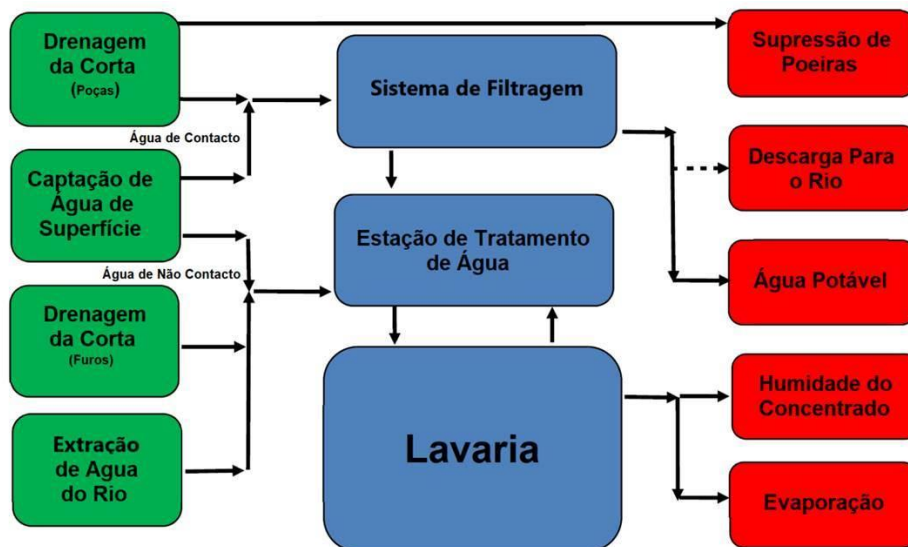 Drenagem
da Corta
(Poças)
Água de Contacto
Captação de
Água de
Superfície
Água de Não Contacto
Drenagem
da Corta
(Furos)
Extração
de Agua
do Rio
Sistema de Filtragem
Estação de Tratamento
de Água
Lavaria
Supressão de
Poeiras
Descarga Para
o Rio
Água Potável
Humidade do
Concentrado
Evaporação